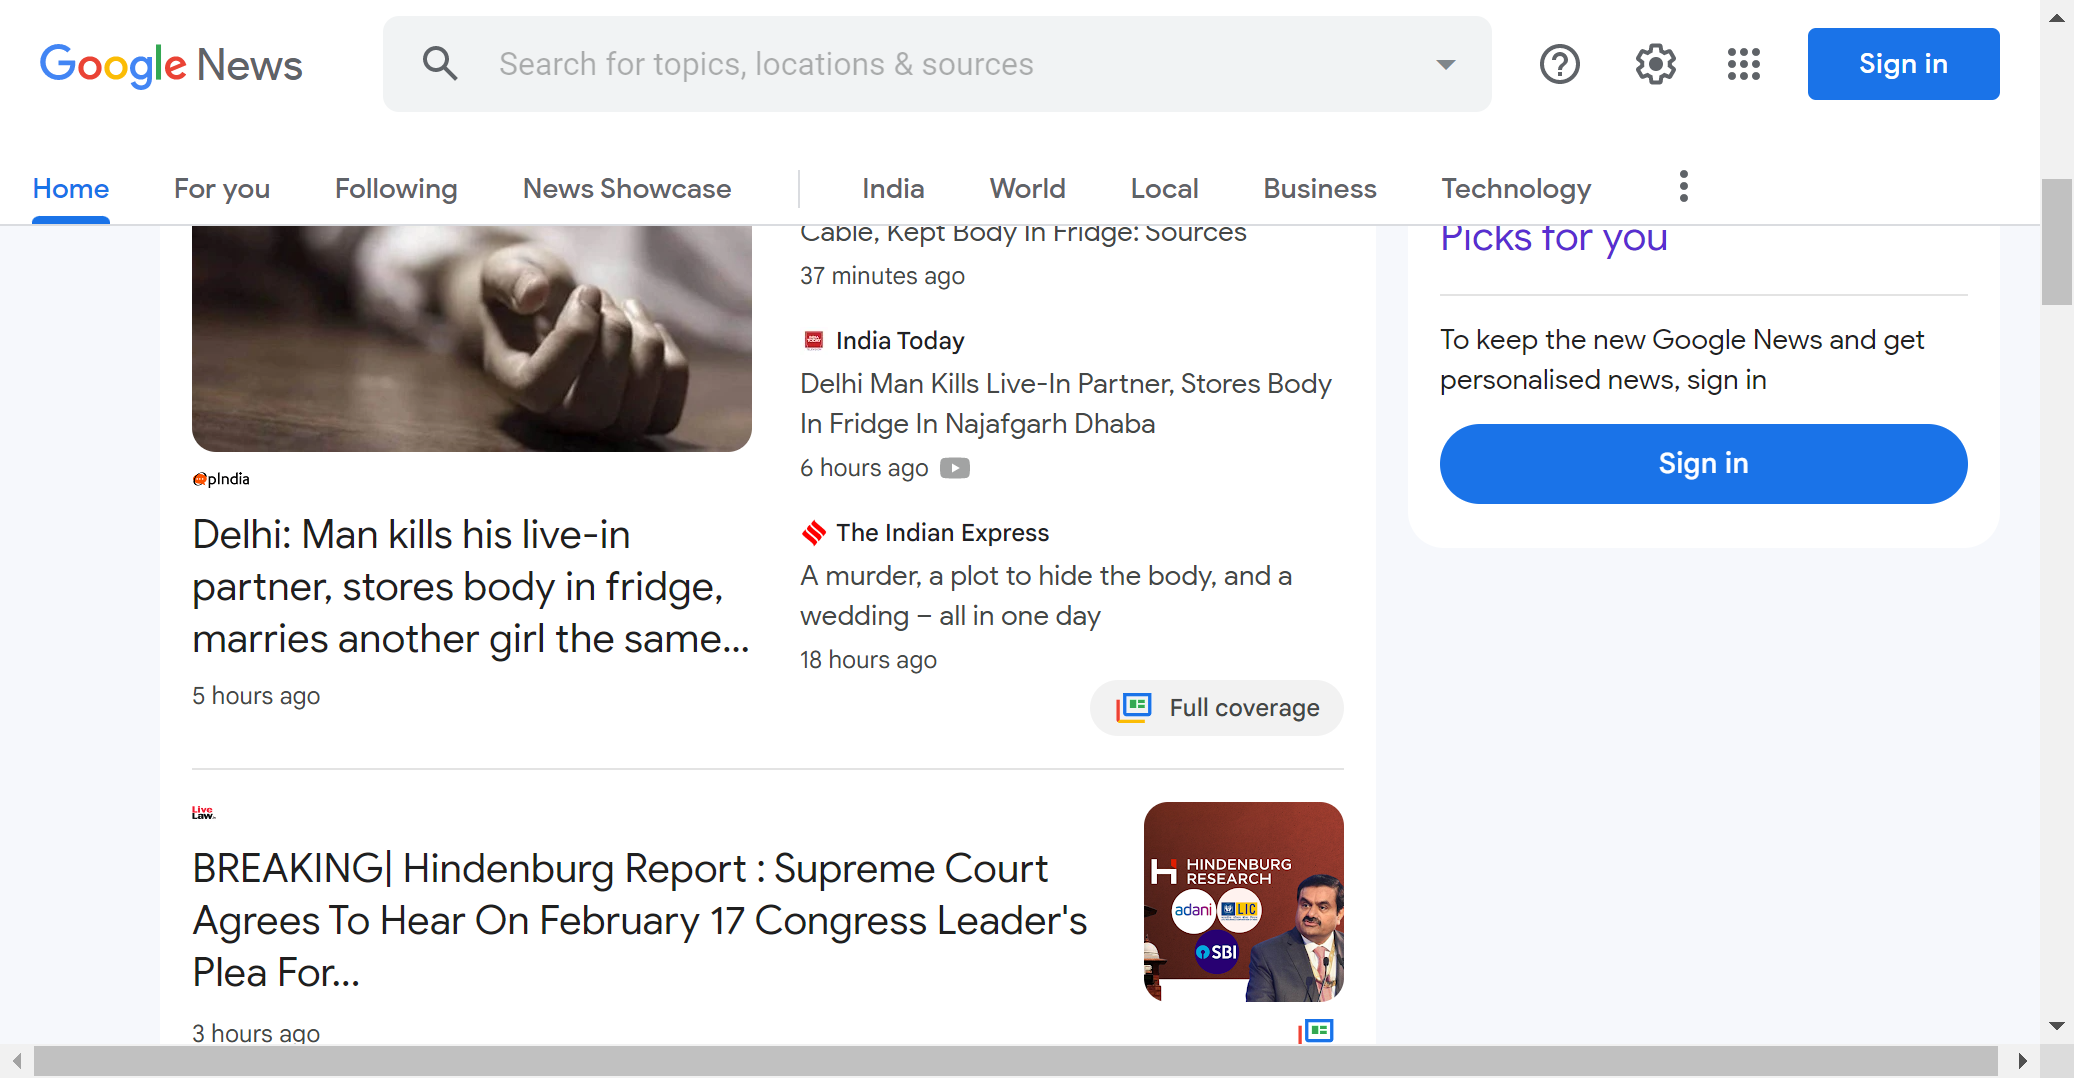 Google News
Search for topics, locations & sources
Sign in
Home
For you
Following
News Showcase
India
World
Local
Business
Technology
OpIndia
Delhi: Man kills his live-in
partner, stores body in fridge,
marries another girl the same...
5 hours ago
Cable, Kept Body In Fridge: Sources
37 minutes ago
India Today
Delhi Man Kills Live-In Partner, Stores Body
In Fridge In Najafgarh Dhaba
6 hours ago
The Indian Express
A murder, a plot to hide the body, and a
wedding – all in one day
18 hours ago
Full coverage
Picks for you
To keep the new Google News and get
personalised news, sign in
Sign in
Live
Law
BREAKING| Hindenburg Report : Supreme Court
Agrees To Hear On February 17 Congress Leader's
Plea For...
3 hours ago
HINDENBURG
RESEARCH
adani
LIC
SBI